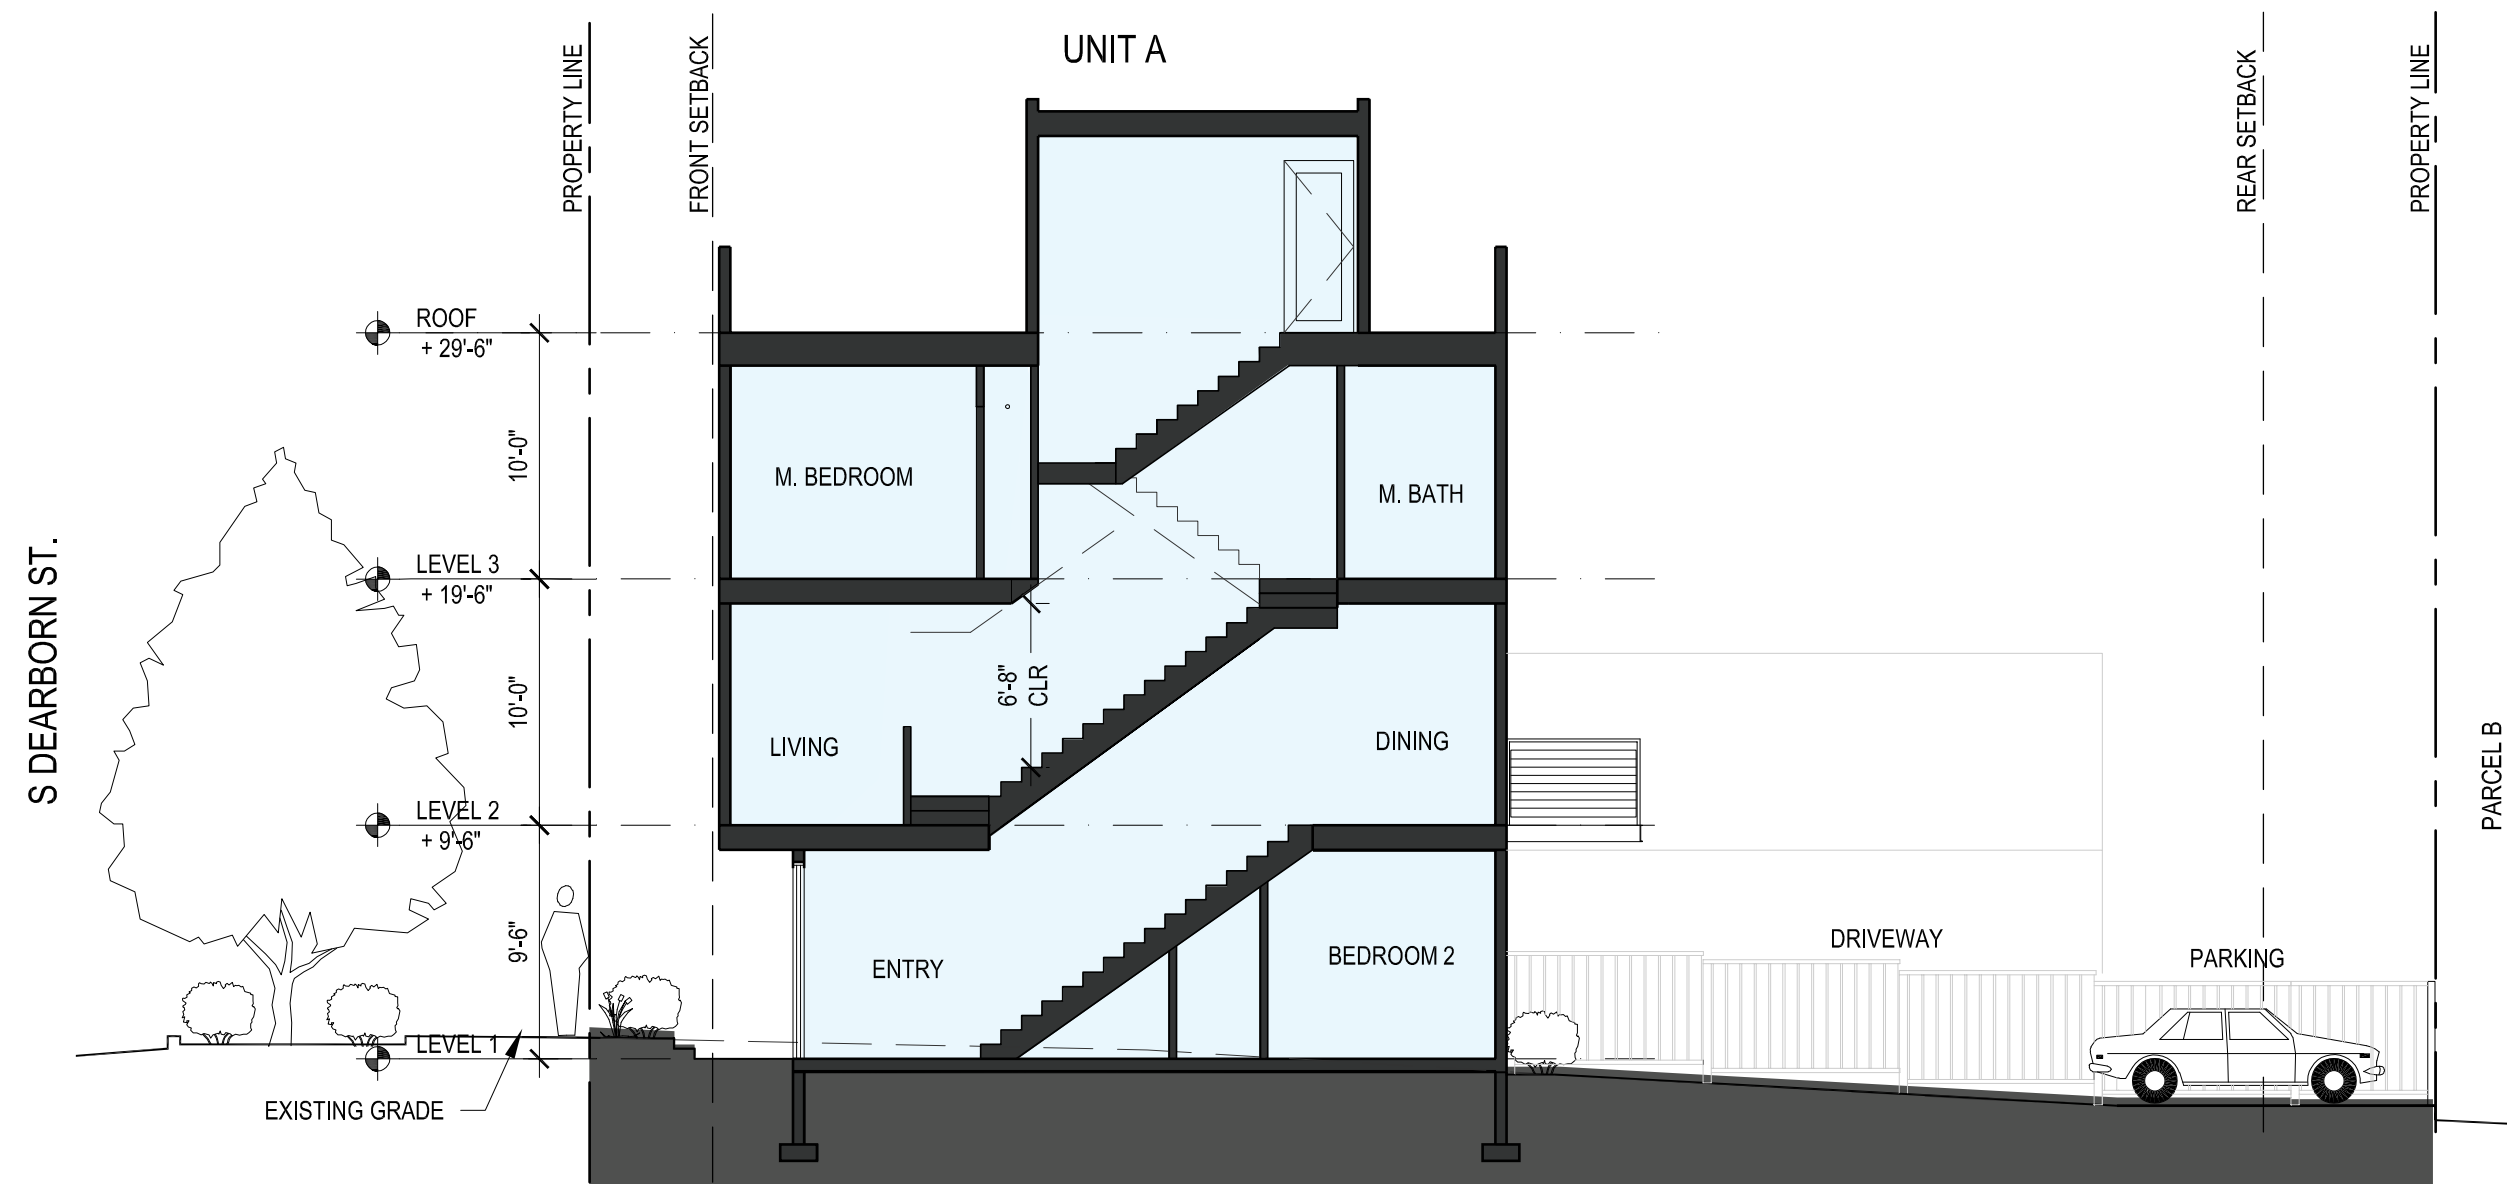 UNIT A
PROPERTY LINE
FRONT SETBACK
REAR SETBACK
PROPERTY LINE
ROOF
+ 29'-6"
10'-0"
M. BEDROOM
M. BATH
S DEARBORN ST.
LEVEL 3
+ 19'-6"
10'-0"
6'-8"
CLR
LIVING
DINING
PARCEL B
LEVEL 2
+ 9'-6"
9'-6"
ENTRY
BEDROOM 2
DRIVEWAY
PARKING
LEVEL 1
EXISTING GRADE